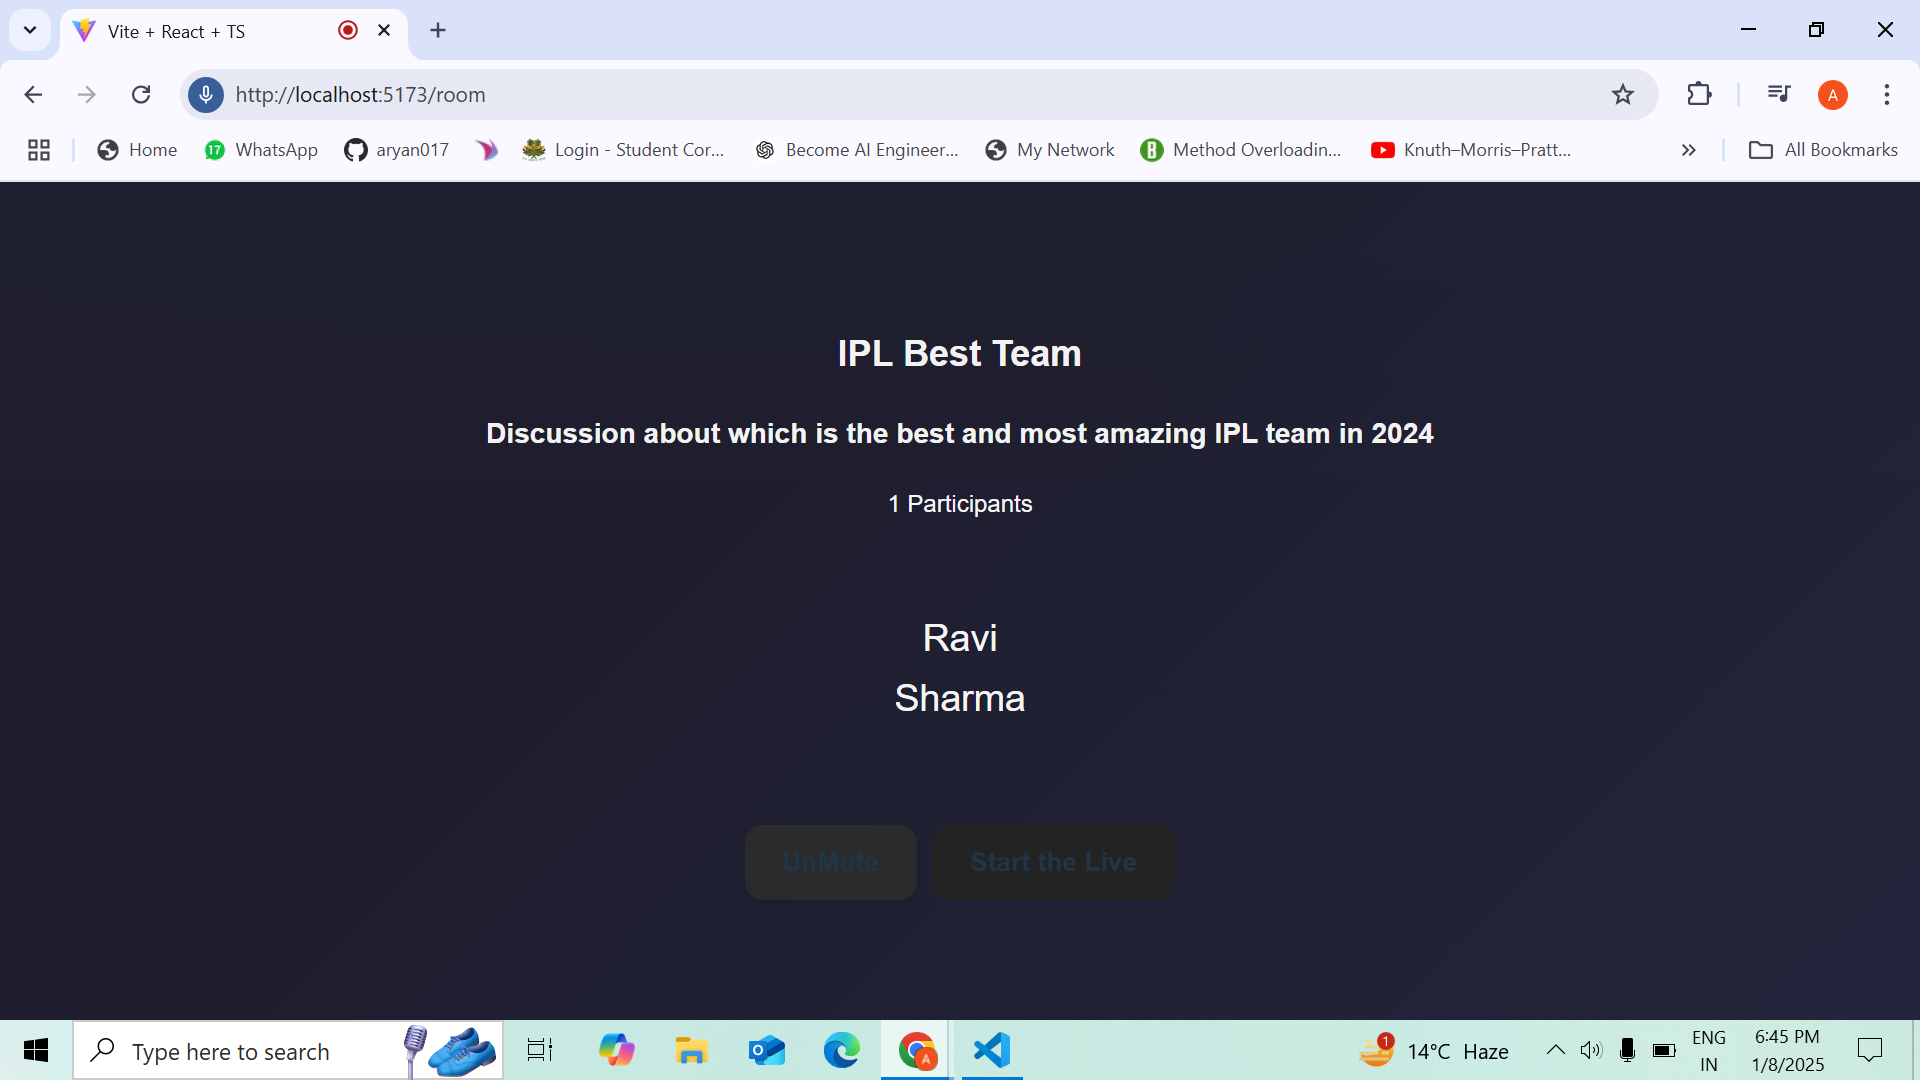 Vite + React + TS
http://localhost:5173/room
A
Home
17
WhatsApp
aryan017
Login - Student Cor...
Become AI Engineer...
My Network
B
Method Overloadin...
Knuth–Morris–Pratt...
All Bookmarks
IPL Best Team
Discussion about which is the best and most amazing IPL team in 2024
1 Participants
Ravi
Sharma
UnMute
Start the Live
Type here to search
A
1
14°C Haze
ENG
IN
6:45 PM
1/8/2025